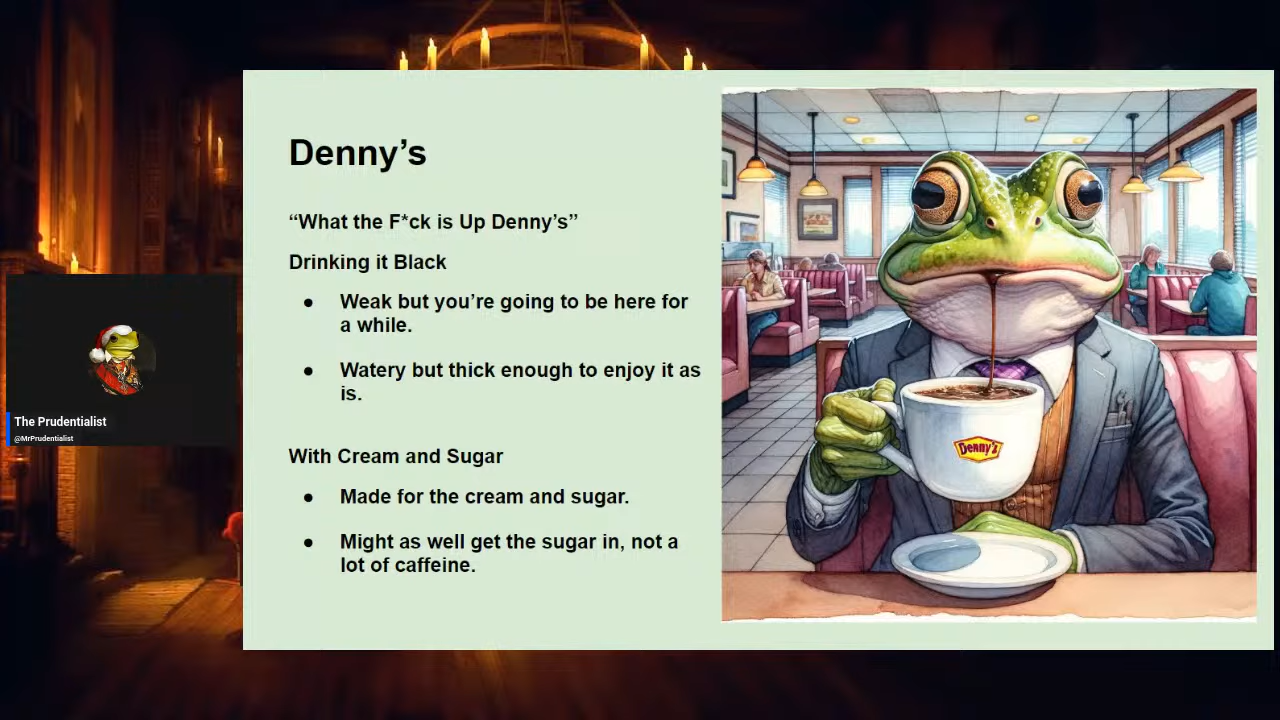 Denny’s
“What the F*ck is Up Denny’s”
Drinking it Black
● Weak but you’re going to be here for
a while.
● Watery but thick enough to enjoy it as
is.
With Cream and Sugar
● Made for the cream and sugar.
● Might as well get the sugar in, not a
lot of caffeine.
Denny's
The Prudentialist
@MrPrudentialist